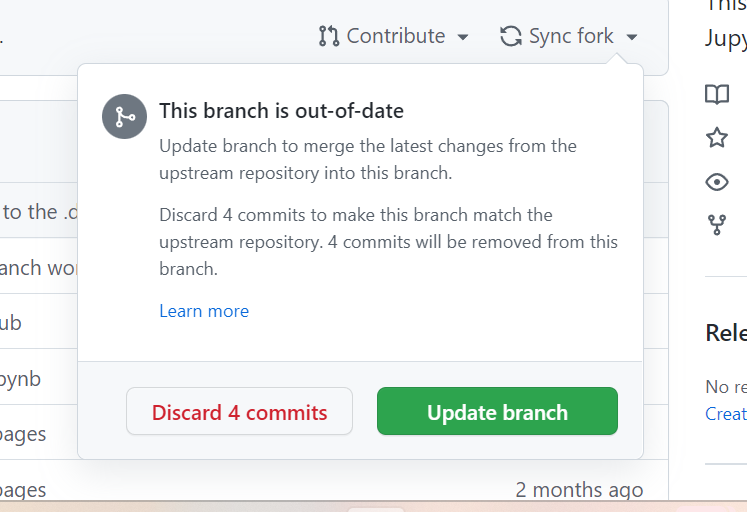 This
.
Contribute
Sync fork
Jupy
This branch is out-of-date
Update branch to merge the latest changes from the
upstream repository into this branch.
to the .d
Discard 4 commits to make this branch match the
upstream repository. 4 commits will be removed from this
branch.
anch wor
Learn more
ub
Rele
ynb
No re
Discard 4 commits
Update branch
Creat
pages
pages
2 months ago